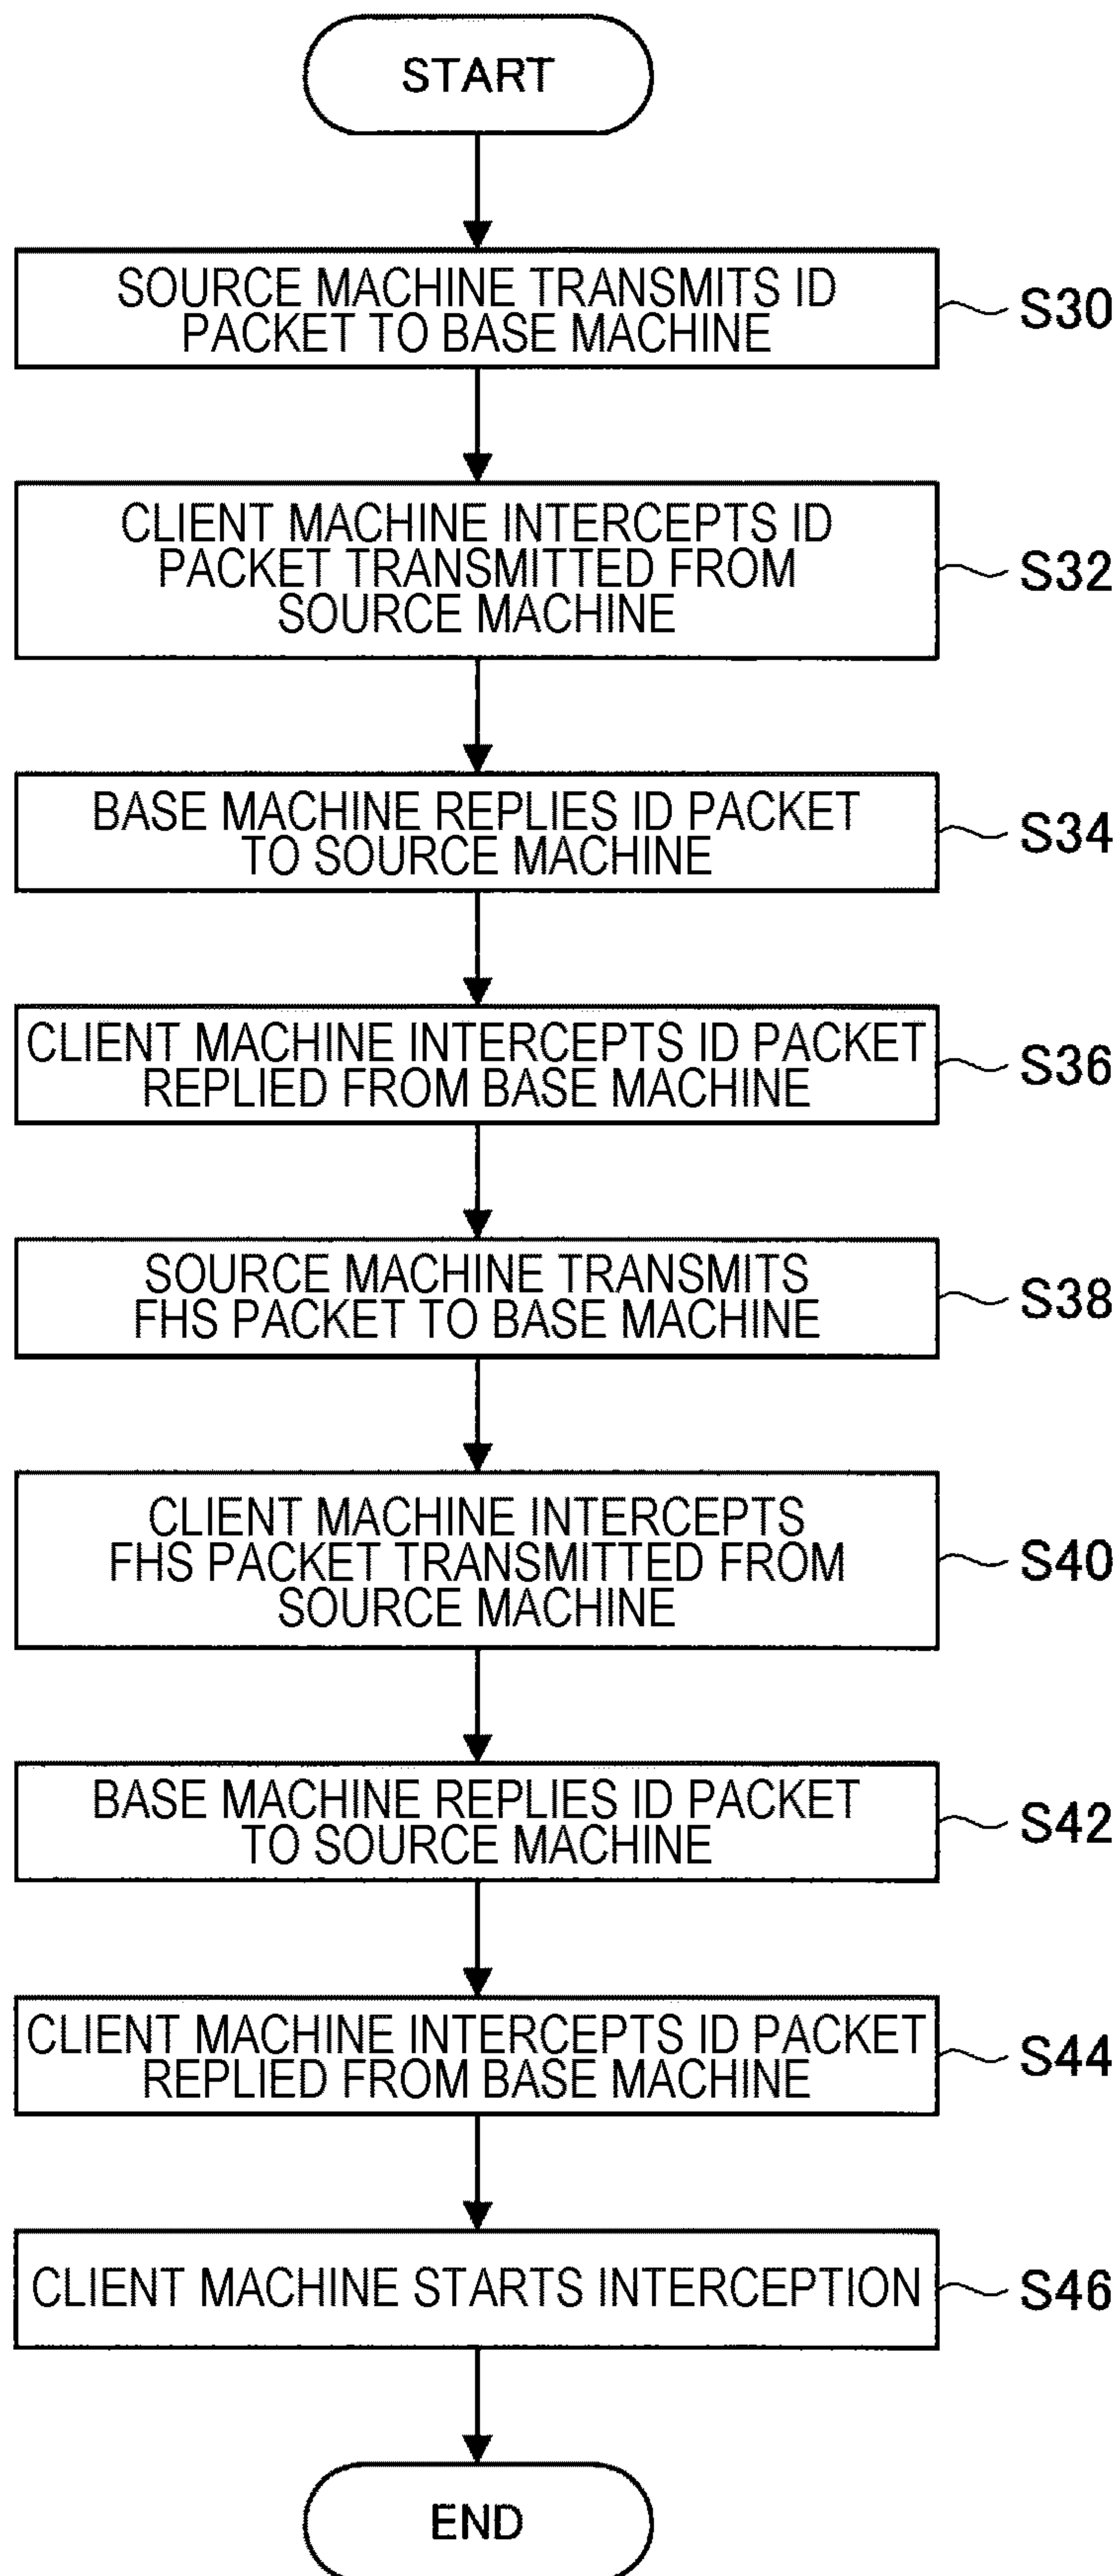 START
SOURCE MACHINE TRANSMITS ID
PACKET TO BASE MACHINE
S30
CLIENT MACHINE INTERCEPTS ID
PACKET TRANSMITTED FROM
SOURCE MACHINE
S32
BASE MACHINE REPLIES ID PACKET
TO SOURCE MACHINE
S34
CLIENT MACHINE INTERCEPTS ID PACKET
REPLIED FROM BASE MACHINE
S36
SOURCE MACHINE TRANSMITS
FHS PACKET TO BASE MACHINE
S38
CLIENT MACHINE INTERCEPTS
FHS PACKET TRANSMITTED FROM
SOURCE MACHINE
S40
BASE MACHINE REPLIES ID PACKET
TO SOURCE MACHINE
S42
CLIENT MACHINE INTERCEPTS ID PACKET
REPLIED FROM BASE MACHINE
S44
CLIENT MACHINE STARTS INTERCEPTION
S46
END